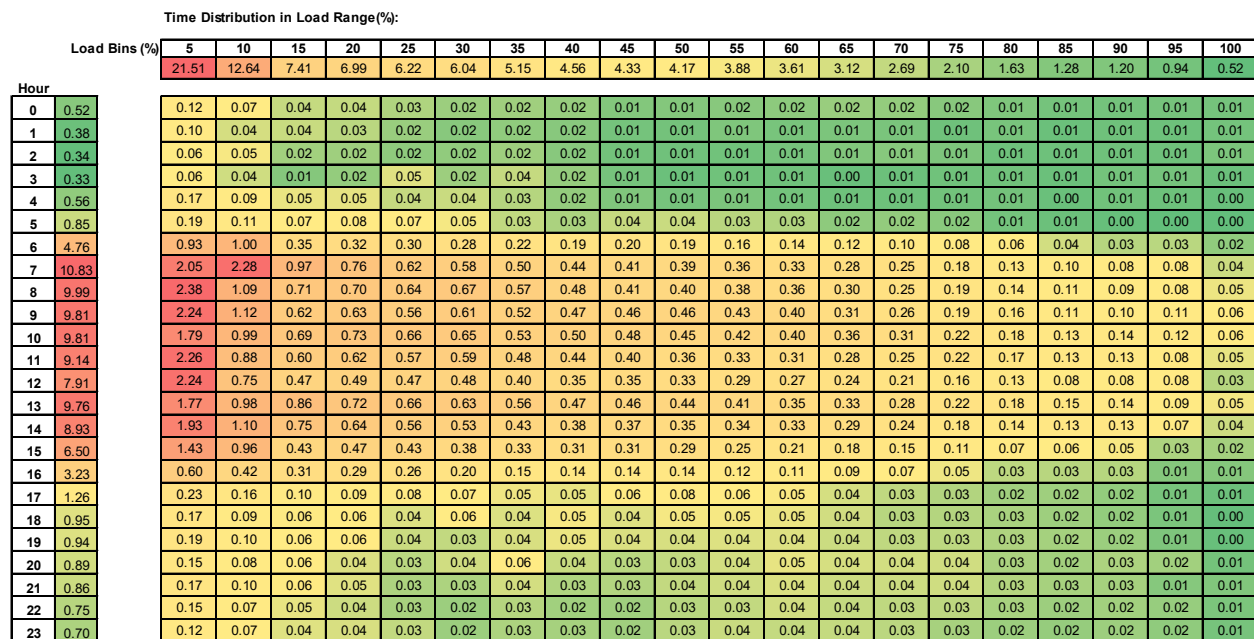 Time Distribution in Load Range(%):
Load Bins (%) 5 10 15 20 25 30 35 40 45 50 55 60 65 70 75 80 85 90 95 100
21.51 12.64 7.41 6.99 6.22 6.04 5.15 4.56 4.33 4.17 3.88 3.61 3.12 2.69 2.10 1.63 1.28 1.20 0.94 0.52
Hour
0 0.52 0.12 0.07 0.04 0.04 0.03 0.02 0.02 0.02 0.01 0.01 0.02 0.02 0.02 0.02 0.02 0.01 0.01 0.01 0.01 0.01
1 0.38 0.10 0.04 0.04 0.03 0.02 0.02 0.02 0.02 0.01 0.01 0.01 0.01 0.01 0.01 0.01 0.01 0.01 0.01 0.01 0.01
2 0.34 0.06 0.05 0.02 0.02 0.02 0.02 0.02 0.02 0.01 0.01 0.01 0.01 0.01 0.01 0.01 0.01 0.01 0.01 0.01 0.01
3 0.33 0.06 0.04 0.01 0.02 0.05 0.02 0.04 0.02 0.01 0.01 0.01 0.01 0.00 0.01 0.01 0.01 0.01 0.01 0.01 0.01
4 0.56 0.17 0.09 0.05 0.05 0.04 0.04 0.03 0.02 0.01 0.01 0.01 0.01 0.01 0.01 0.01 0.01 0.00 0.01 0.01 0.00
5 0.85 0.19 0.11 0.07 0.08 0.07 0.05 0.03 0.03 0.04 0.04 0.03 0.03 0.02 0.02 0.02 0.01 0.01 0.00 0.00 0.00
6 4.76 0.93 1.00 0.35 0.32 0.30 0.28 0.22 0.19 0.20 0.19 0.16 0.14 0.12 0.10 0.08 0.06 0.04 0.03 0.03 0.02
7 10.83 2.05 2.28 0.97 0.76 0.62 0.58 0.50 0.44 0.41 0.39 0.36 0.33 0.28 0.25 0.18 0.13 0.10 0.08 0.08 0.04
8 9.99 2.38 1.09 0.71 0.70 0.64 0.67 0.57 0.48 0.41 0.40 0.38 0.36 0.30 0.25 0.19 0.14 0.11 0.09 0.08 0.05
9 9.81 2.24 1.12 0.62 0.63 0.56 0.61 0.52 0.47 0.46 0.46 0.43 0.40 0.31 0.26 0.19 0.16 0.11 0.10 0.11 0.06
10 9.81 1.79 0.99 0.69 0.73 0.66 0.65 0.53 0.50 0.48 0.45 0.42 0.40 0.36 0.31 0.22 0.18 0.13 0.14 0.12 0.06
11 9.14 2.26 0.88 0.60 0.62 0.57 0.59 0.48 0.44 0.40 0.36 0.33 0.31 0.28 0.25 0.22 0.17 0.13 0.13 0.08 0.05
12 7.91 2.24 0.75 0.47 0.49 0.47 0.48 0.40 0.35 0.35 0.33 0.29 0.27 0.24 0.21 0.16 0.13 0.08 0.08 0.08 0.03
13 9.76 1.77 0.98 0.86 0.72 0.66 0.63 0.56 0.47 0.46 0.44 0.41 0.35 0.33 0.28 0.22 0.18 0.15 0.14 0.09 0.05
14 8.93 1.93 1.10 0.75 0.64 0.56 0.53 0.43 0.38 0.37 0.35 0.34 0.33 0.29 0.24 0.18 0.14 0.13 0.13 0.07 0.04
15 6.50 1.43 0.96 0.43 0.47 0.43 0.38 0.33 0.31 0.31 0.29 0.25 0.21 0.18 0.15 0.11 0.07 0.06 0.05 0.03 0.02
16 3.23 0.60 0.42 0.31 0.29 0.26 0.20 0.15 0.14 0.14 0.14 0.12 0.11 0.09 0.07 0.05 0.03 0.03 0.03 0.01 0.01
17 1.26 0.23 0.16 0.10 0.09 0.08 0.07 0.05 0.05 0.06 0.08 0.06 0.05 0.04 0.03 0.03 0.02 0.02 0.02 0.01 0.01
18 0.95 0.17 0.09 0.06 0.06 0.04 0.06 0.04 0.05 0.04 0.05 0.05 0.05 0.04 0.03 0.03 0.03 0.02 0.02 0.01 0.00
19 0.94 0.19 0.10 0.06 0.06 0.04 0.03 0.04 0.05 0.04 0.04 0.04 0.04 0.04 0.03 0.03 0.03 0.02 0.02 0.01 0.00
20 0.89 0.15 0.08 0.06 0.04 0.03 0.04 0.06 0.04 0.03 0.03 0.04 0.05 0.04 0.04 0.04 0.03 0.02 0.03 0.02 0.01
21 0.86 0.17 0.10 0.06 0.05 0.03 0.03 0.04 0.03 0.03 0.04 0.04 0.04 0.04 0.04 0.03 0.03 0.03 0.02 0.01 0.01
22 0.75 0.15 0.07 0.05 0.04 0.03 0.02 0.03 0.02 0.02 0.03 0.03 0.04 0.04 0.03 0.03 0.03 0.02 0.02 0.02 0.01
23 0.70 0.12 0.07 0.04 0.04 0.03 0.02 0.03 0.03 0.02 0.03 0.04 0.04 0.04 0.03 0.03 0.02 0.02 0.02 0.02 0.01